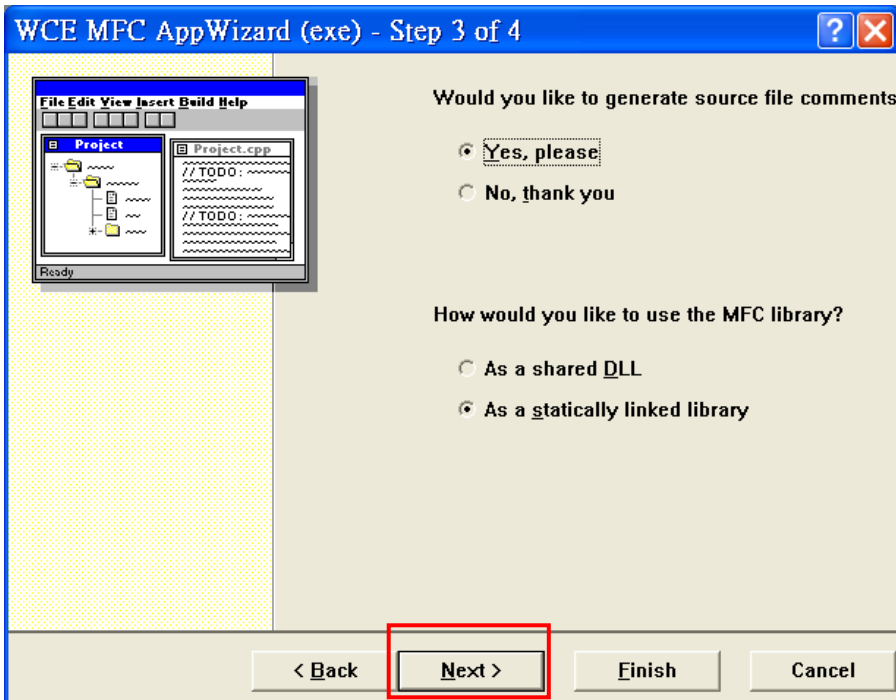 WCE MFC AppWizard (exe) - Step 3 of 4
File Edit View Insert Build Help
Project
Project.cpp
// TODO:
// TODO:
Ready
Would you like to generate source file comments
Yes, please
No, thank you
How would you like to use the MFC library?
As a shared DLL
As a statically linked library
< Back Next > Finish Cancel